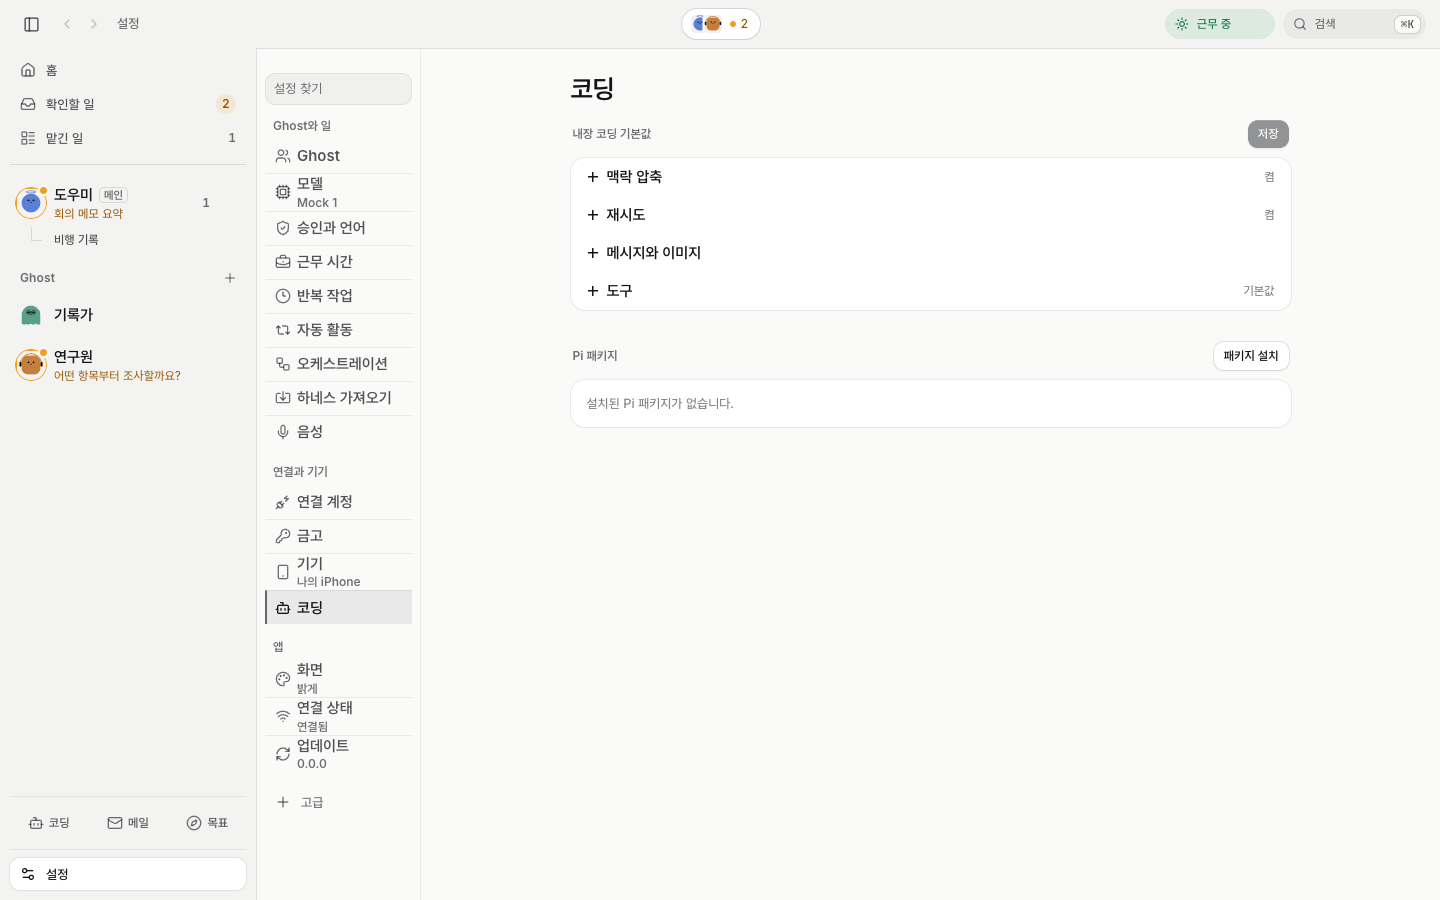 설정
2
근무 중
검색
⌘K
홈
확인할 일
2
맡긴 일
1
도우미
메인
회의 메모 요약
1
비행 기록
Ghost
기록가
연구원
어떤 항목부터 조사할까요?
코딩
메일
목표
설정
설정 찾기
Ghost와 일
Ghost
모델
Mock 1
승인과 언어
근무 시간
반복 작업
자동 활동
오케스트레이션
하네스 가져오기
음성
연결과 기기
연결 계정
금고
기기
나의 iPhone
코딩
앱
화면
밝게
연결 상태
연결됨
업데이트
0.0.0
고급
코딩
내장 코딩 기본값
저장
맥락 압축
켬
재시도
켬
메시지와 이미지
도구
기본값
Pi 패키지
패키지 설치
설치된 Pi 패키지가 없습니다.